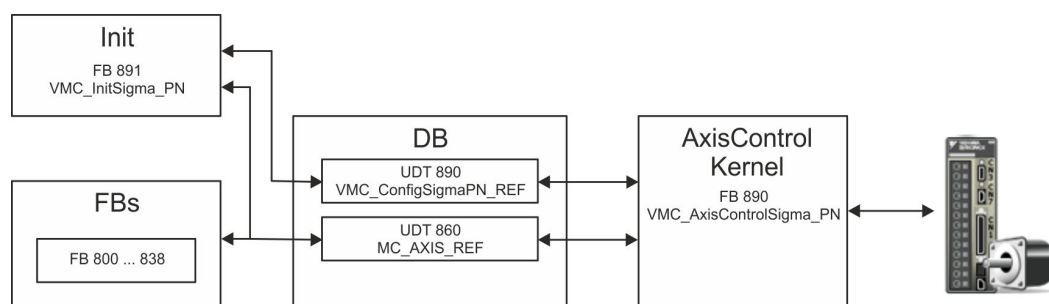 Init
FB 891
VMC_InitSigma_PN
FBs
FB 800 ... 838
DB
UDT 890
VMC_ConfigSigmaPN_REF
UDT 860
MC_AXIS_REF
AxisControl
Kernel
FB 890
VMC_AxisControlSigma_PN